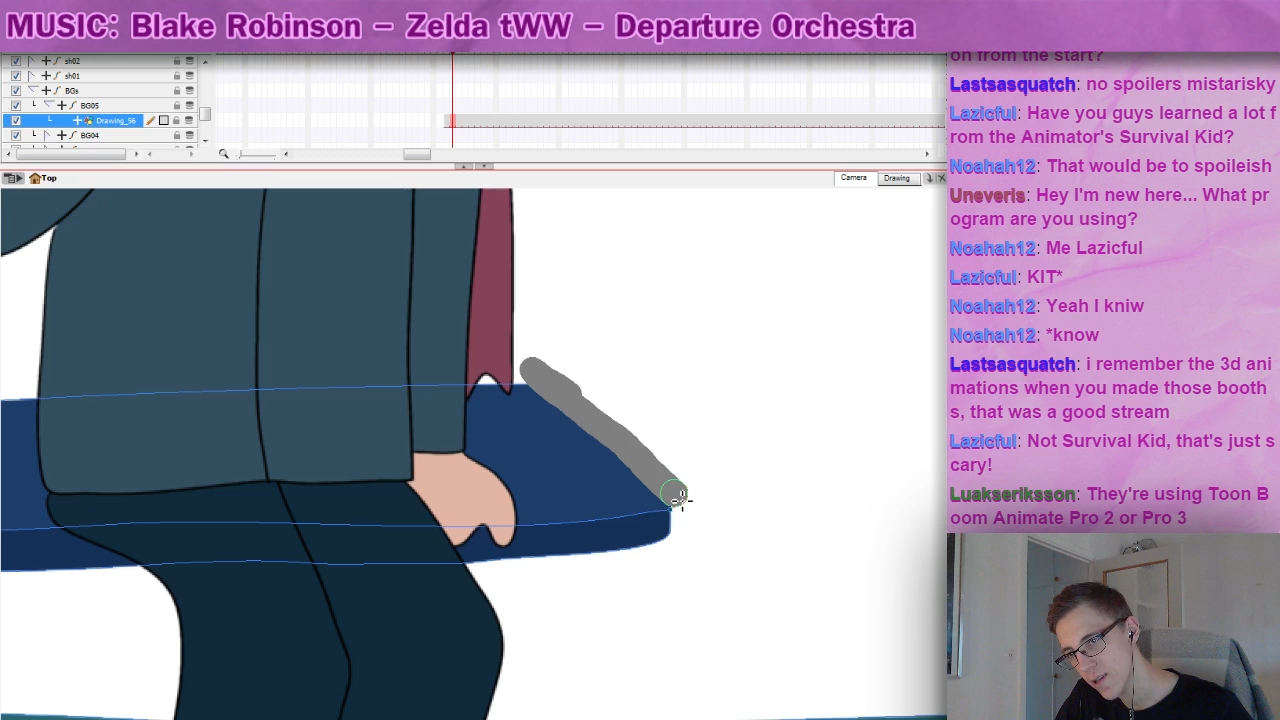 MUSIC: Blake Robinson – Zelda tWW – Departure Orchestra
sh02
sh01
BGs
BG05
Drawing_56
BG04
Top
Camera
Drawing
on from the start?
Lastsasquatch: no spoilers mistarisky
Lazicful: Have you guys learned a lot f
rom the Animator's Survival Kid?
Noahah12: That would be to spoileish
Uneveris: Hey I'm new here... What pr
ogram are you using?
Noahah12: Me Lazicful
Lazicful: KIT*
Noahah12: Yeah I kniw
Noahah12: *know
Lastsasquatch: i remember the 3d ani
mations when you made those booth
s, that was a good stream
Lazicful: Not Survival Kid, that's just s
cary!
Luakseriksson: They're using Toon B
oom Animate Pro 2 or Pro 3